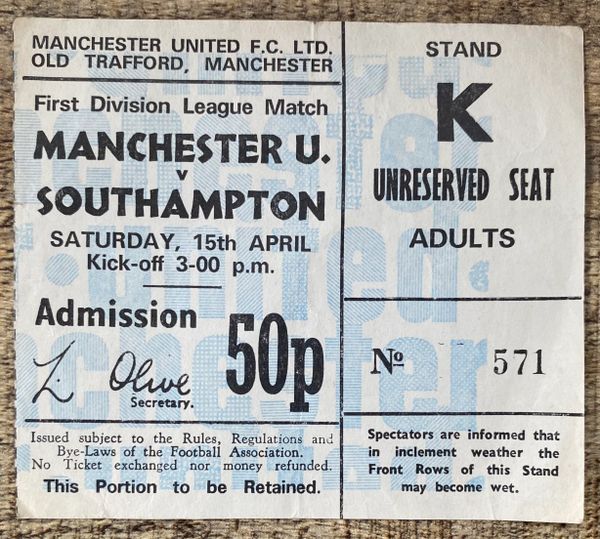 MANCHESTER UNITED F.C. LTD.
OLD TRAFFORD, MANCHESTER
First Division League Match
MANCHESTER U.
v
SOUTHAMPTON
SATURDAY, 15th APRIL
Kick-off 3-00 p.m.
Admission 50p
L. Olive
Secretary.
Issued subject to the Rules, Regulations and
Bye-Laws of the Football Association.
No Ticket exchanged nor money refunded.
This Portion to be Retained.
STAND
K
UNRESERVED SEAT
ADULTS
No 571
Spectators are informed that
in inclement weather the
Front Rows of this Stand
may become wet.